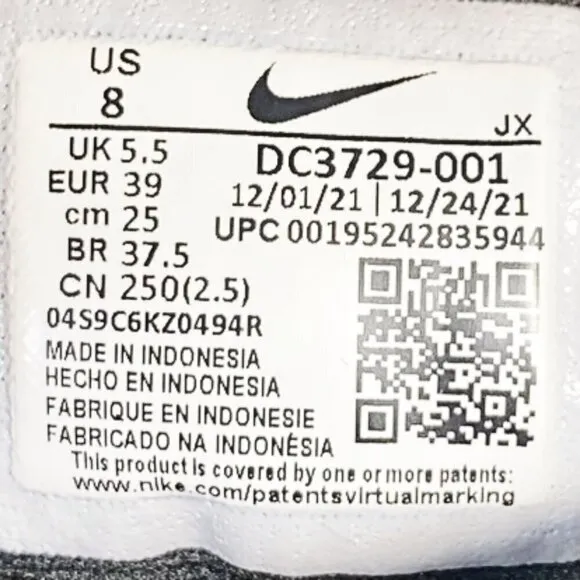 US
8
JX
UK 5.5
EUR 39
cm 25
BR 37.5
CN 250(2.5)
DC3729-001
12/01/21 | 12/24/21
UPC 00195242835944
04S9C6KZ0494R
MADE IN INDONESIA
HECHO EN INDONESIA
FABRIQUE EN INDONESIE
FABRICADO NA INDONÉSIA
This product is covered by one or more patents:
www.nike.com/patentsvirtualmarking